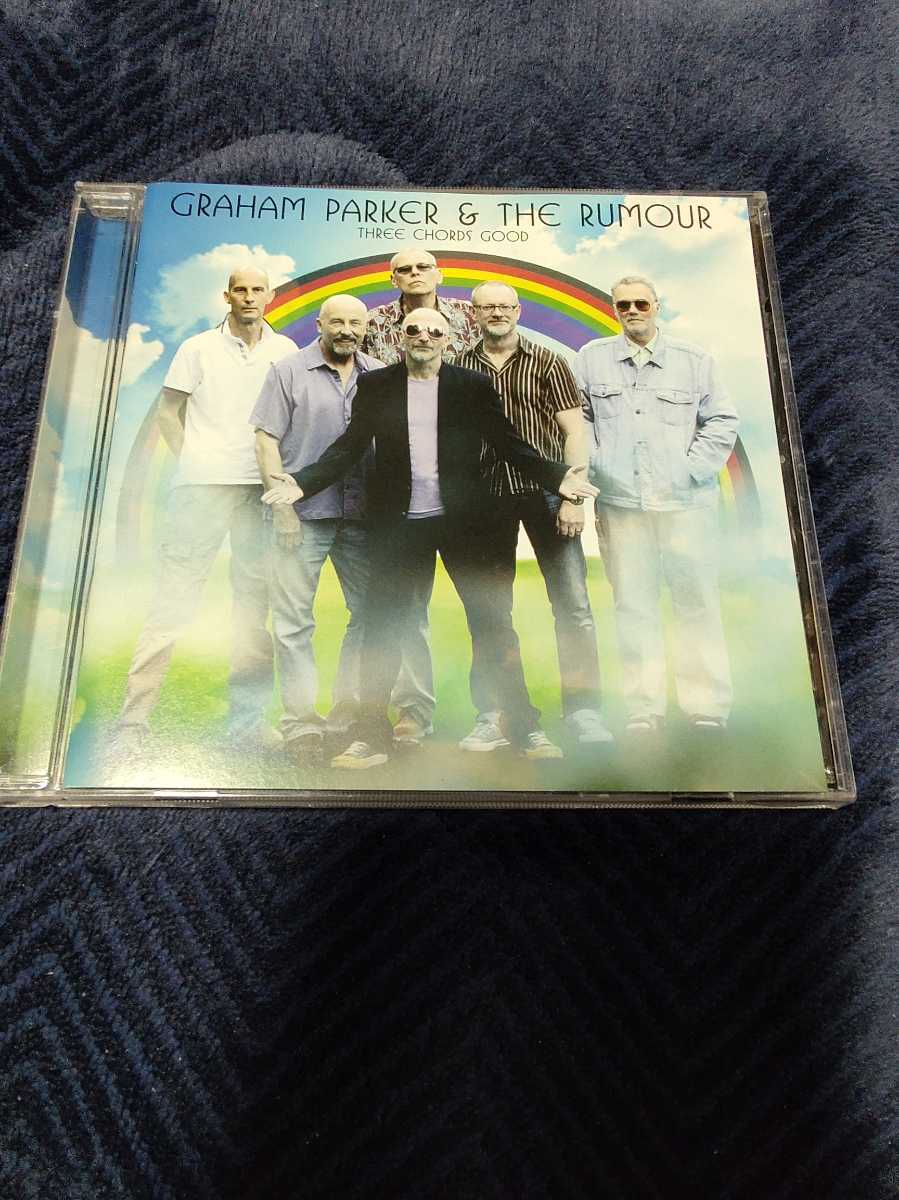 GRAHAM PARKER & THE RUMOUR
THREE CHORDS GOOD